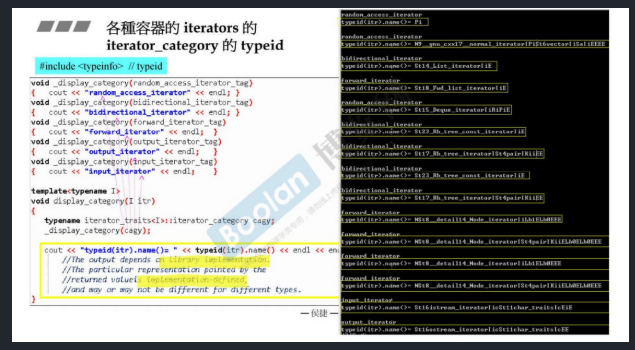 各種容器的 iterators 的
iterator_category 的 typeid
#include <typeinfo> // typeid
void _display_category(random_access_iterator_tag)
{ cout << "random_access_iterator" << endl; }
void _display_category(bidirectional_iterator_tag)
{ cout << "bidirectional_iterator" << endl; }
void _display_category(forward_iterator_tag)
{ cout << "forward_iterator" << endl; }
void _display_category(output_iterator_tag)
{ cout << "output_iterator" << endl; }
void _display_category(input_iterator_tag)
{ cout << "input_iterator" << endl; }
template<typename I>
void display_category(I itr)
{
typename iterator_traits<I>::iterator_category cagy;
_display_category(cagy);
cout << "typeid(itr).name()= " << typeid(itr).name() << endl << en
//The output depends on library implementation.
//The particular representation pointed by the
//returned valueis implementation-defined,
//and may or may not be different for different types.
}
Boolan
— 侯捷 —
random_access_iterator
typeid(itr).name()= Pi
random_access_iterator
typeid(itr).name()= N9__gnu_cxx17__normal_iteratorIPiSt6vectorIiSaIiEEEE
bidirectional_iterator
typeid(itr).name()= St14_List_iteratorIiE
forward_iterator
typeid(itr).name()= St18_Fwd_list_iteratorIiE
random_access_iterator
typeid(itr).name()= St15_Deque_iteratorIiRiPiE
bidirectional_iterator
typeid(itr).name()= St23_Rb_tree_const_iteratorIiE
bidirectional_iterator
typeid(itr).name()= St17_Rb_tree_iteratorISt4pairIKiiEE
bidirectional_iterator
typeid(itr).name()= St23_Rb_tree_const_iteratorIiE
bidirectional_iterator
typeid(itr).name()= St17_Rb_tree_iteratorISt4pairIKiiEE
forward_iterator
typeid(itr).name()= NSt8__detail14_Node_iteratorIiLb1ELb0EEE
forward_iterator
typeid(itr).name()= NSt8__detail14_Node_iteratorISt4pairIKiiELb0ELb0EEE
forward_iterator
typeid(itr).name()= NSt8__detail14_Node_iteratorIiLb1ELb0EEE
forward_iterator
typeid(itr).name()= NSt8__detail14_Node_iteratorISt4pairIKiiELb0ELb0EEE
input_iterator
typeid(itr).name()= St16istream_iteratorIicSt11char_traitsIcEiE
output_iterator
typeid(itr).name()= St16ostream_iteratorIicSt11char_traitsIcEE